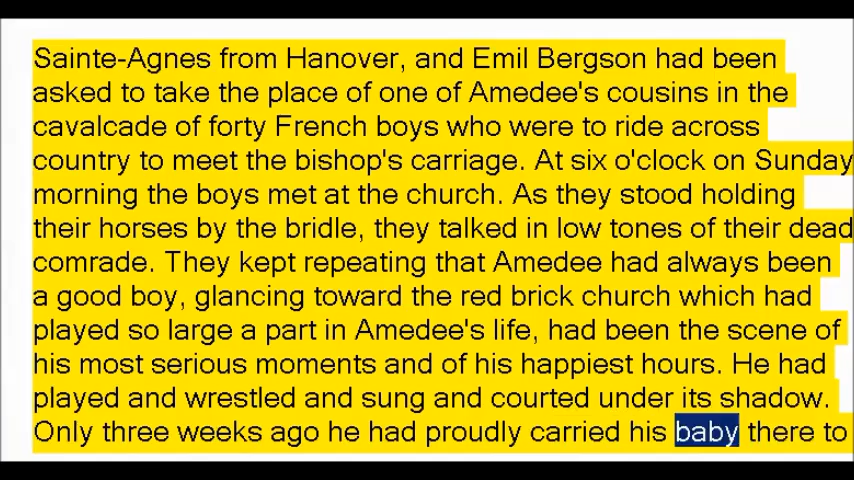 Sainte-Agnes from Hanover, and Emil Bergson had been
asked to take the place of one of Amedee's cousins in the
cavalcade of forty French boys who were to ride across
country to meet the bishop's carriage. At six o'clock on Sunday
morning the boys met at the church. As they stood holding
their horses by the bridle, they talked in low tones of their dead
comrade. They kept repeating that Amedee had always been
a good boy, glancing toward the red brick church which had
played so large a part in Amedee's life, had been the scene of
his most serious moments and of his happiest hours. He had
played and wrestled and sung and courted under its shadow.
Only three weeks ago he had proudly carried his baby there to